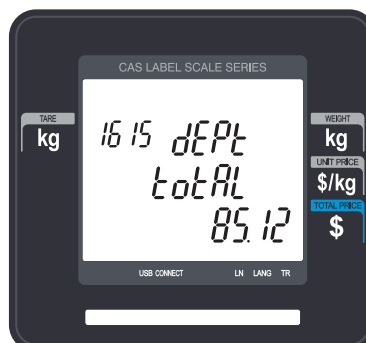 CAS LABEL SCALE SERIES
TARE
kg
1615 dEPt
totAL
85.12
WEIGHT
kg
UNIT PRICE
$/kg
TOTAL PRICE
$
USB CONNECT LN LANG TR